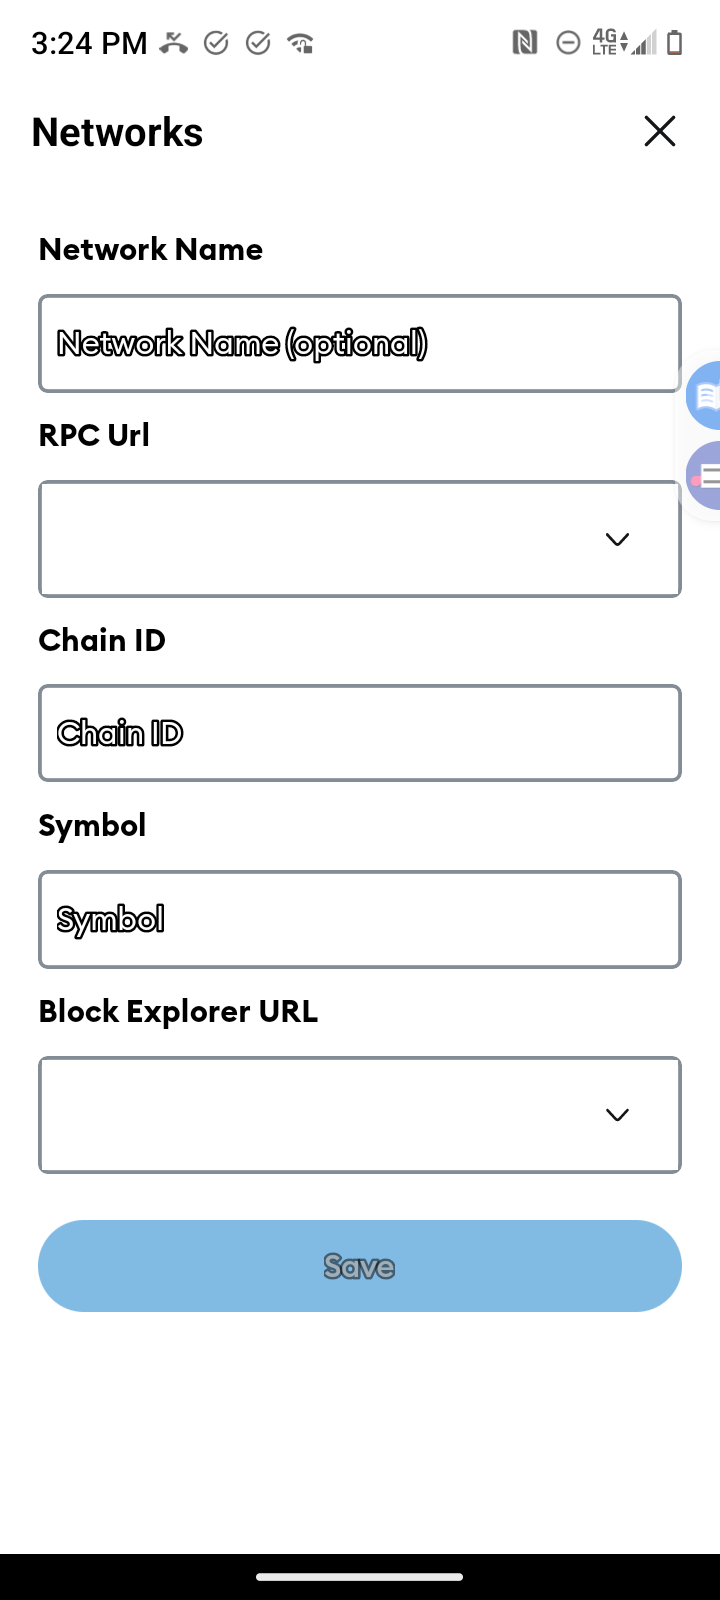 3:24 PM 4G LTE
Networks
Network Name
Network Name (optional)
RPC Url
Chain ID
Chain ID
Symbol
Symbol
Block Explorer URL
Save